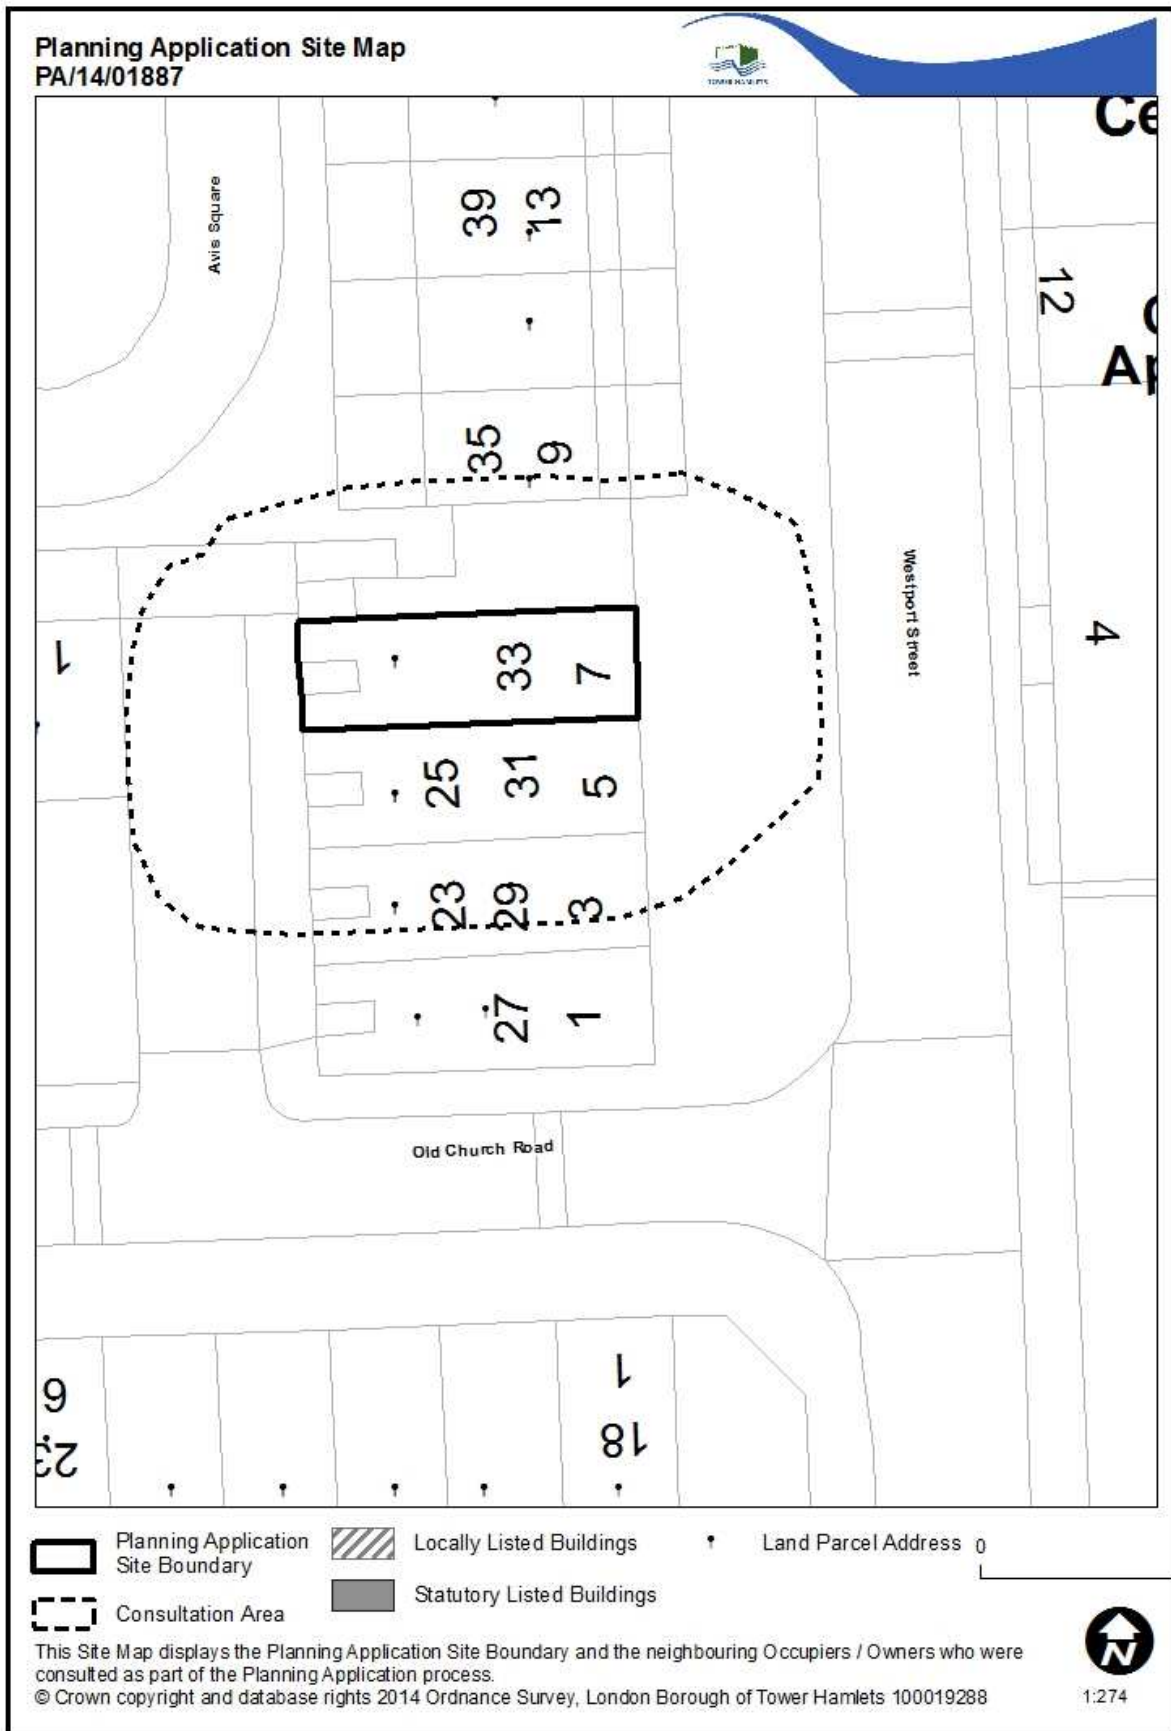 Planning Application Site Map
PA/14/01887
TOWER HAMLETS
Ce
Avis Square
39 13
12
Ap
35 9
Westport Street
1
33 7
4
25 31 5
23 29 3
27 1
Old Church Road
1
6
18
23
Planning Application
Site Boundary
Locally Listed Buildings
Land Parcel Address
0
Statutory Listed Buildings
Consultation Area
N
This Site Map displays the Planning Application Site Boundary and the neighbouring Occupiers / Owners who were
consulted as part of the Planning Application process.
© Crown copyright and database rights 2014 Ordnance Survey, London Borough of Tower Hamlets 100019288
1:274